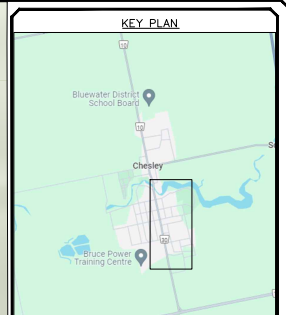 KEY PLAN
10
Bluewater District
School Board
10
Chesley
30
Bruce Power
Training Centre